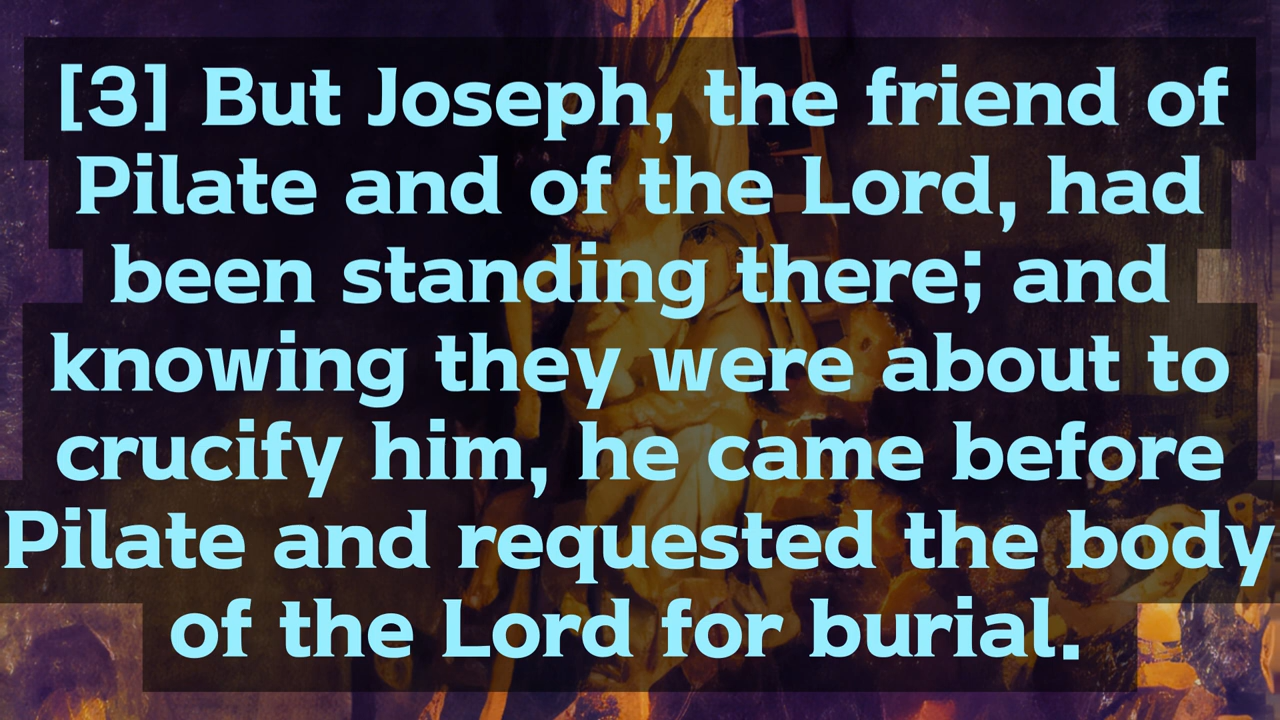 [3] But Joseph, the friend of
Pilate and of the Lord, had
been standing there; and
knowing they were about to
crucify him, he came before
Pilate and requested the body
of the Lord for burial.